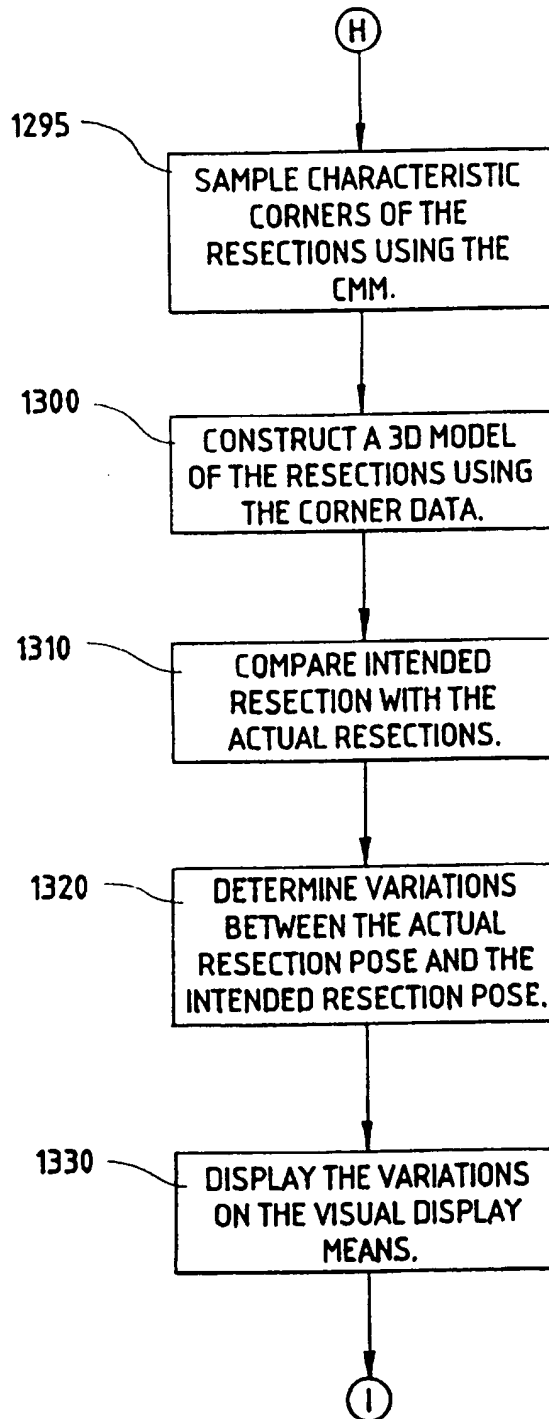 H
1295
SAMPLE CHARACTERISTIC
CORNERS OF THE
RESECTIONS USING THE
CMM.
1300
CONSTRUCT A 3D MODEL
OF THE RESECTIONS USING
THE CORNER DATA.
1310
COMPARE INTENDED
RESECTION WITH THE
ACTUAL RESECTIONS.
1320
DETERMINE VARIATIONS
BETWEEN THE ACTUAL
RESECTION POSE AND THE
INTENDED RESECTION POSE.
1330
DISPLAY THE VARIATIONS
ON THE VISUAL DISPLAY
MEANS.
I